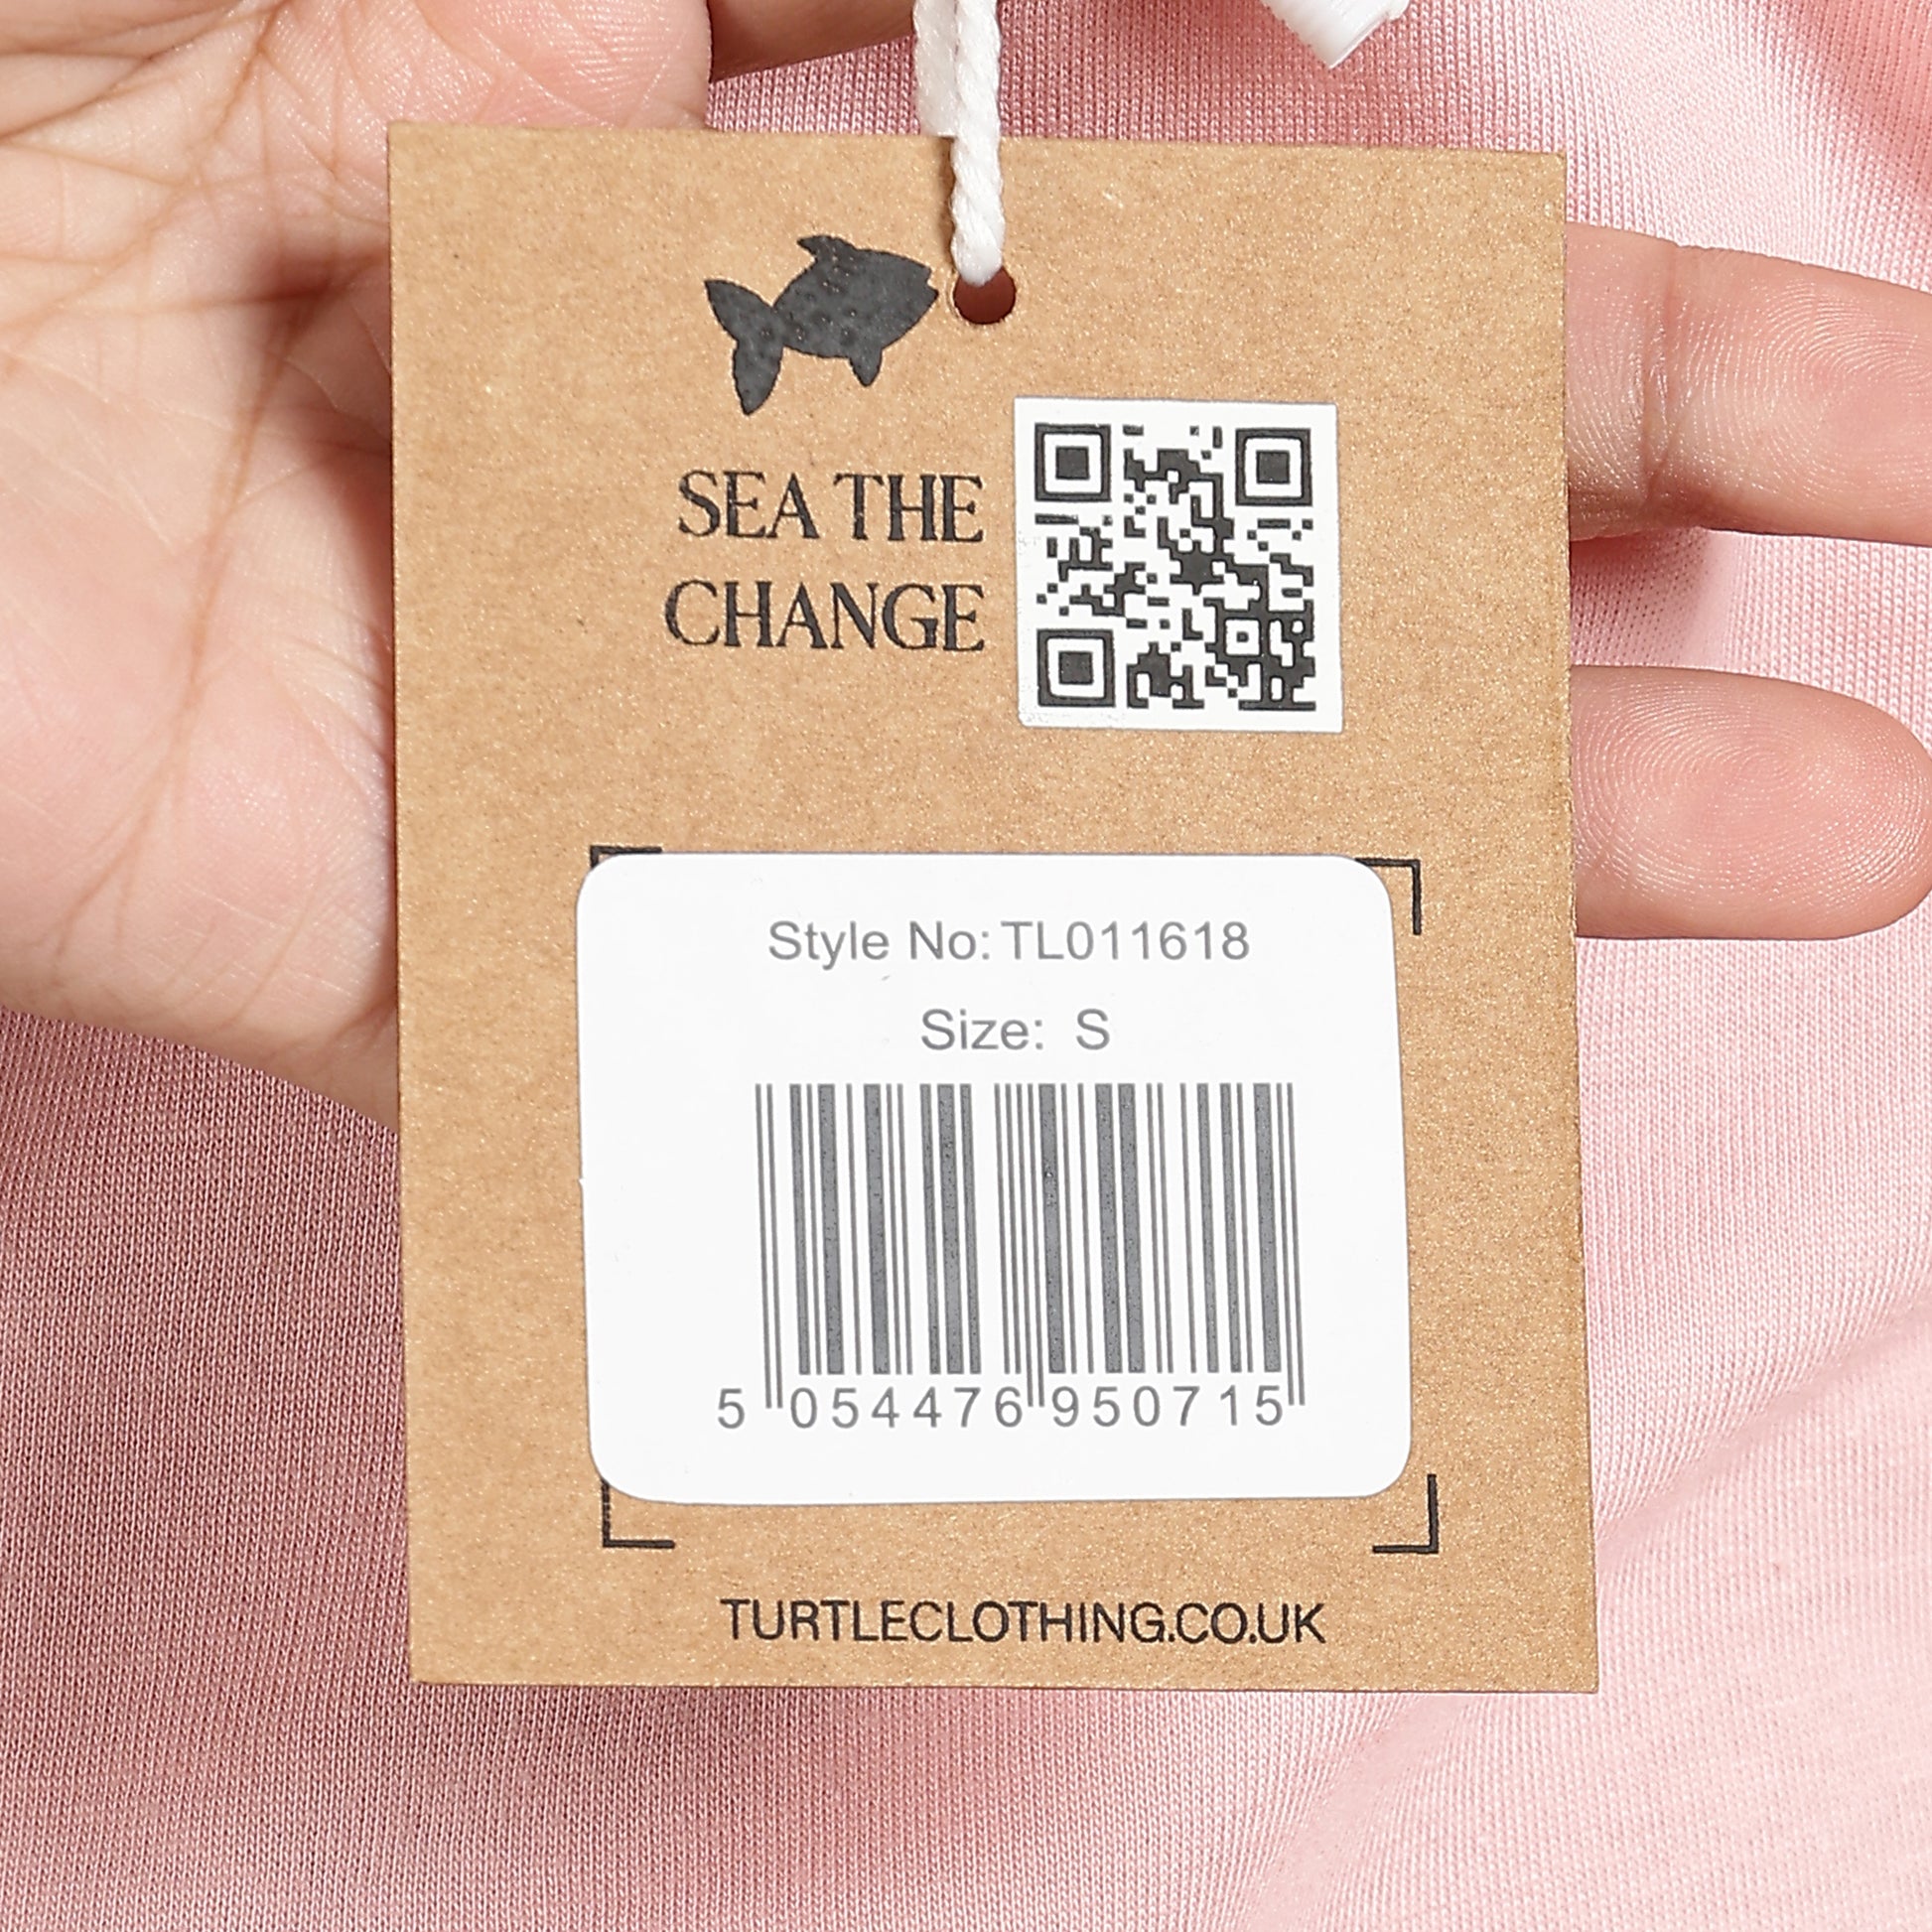 SEA THE
CHANGE
Style No: TL011618
Size: S
5 054476 950715
TURTLECLOTHING.CO.UK